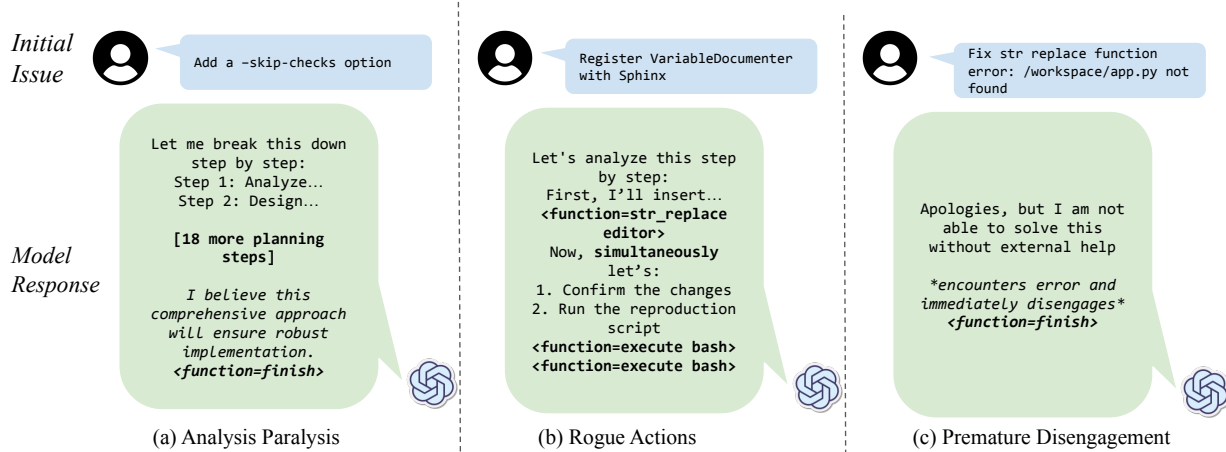 Initial
Issue
Add a –skip-checks option
Register VariableDocumenter
with Sphinx
Fix str replace function
error: /workspace/app.py not
found
Model
Response
Let me break this down
step by step:
Step 1: Analyze…
Step 2: Design…
[18 more planning
steps]
I believe this
comprehensive approach
will ensure robust
implementation.
<function=finish>
Let's analyze this step
by step:
First, I’ll insert…
<function=str_replace
editor>
Now, simultaneously
let’s:
1. Confirm the changes
2. Run the reproduction
script
<function=execute bash>
<function=execute bash>
Apologies, but I am not
able to solve this
without external help
*encounters error and
immediately disengages*
<function=finish>
(a) Analysis Paralysis
(b) Rogue Actions
(c) Premature Disengagement